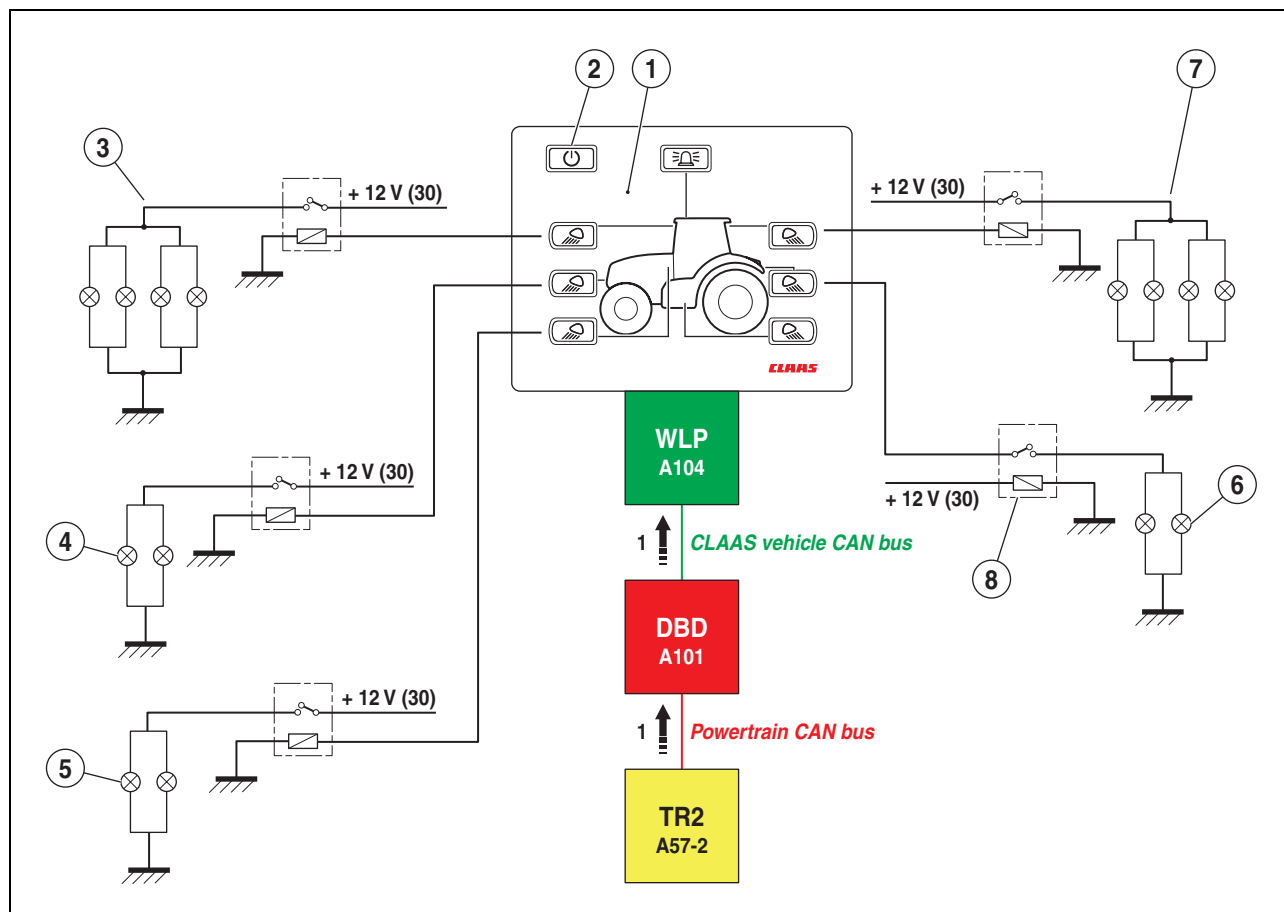 2
1
7
3
+ 12 V (30)
+ 12 V (30)
CLAAS
WLP
A104
+ 12 V (30)
+ 12 V (30)
6
4
1
CLAAS vehicle CAN bus
8
DBD
A101
+ 12 V (30)
1
Powertrain CAN bus
5
TR2
A57-2